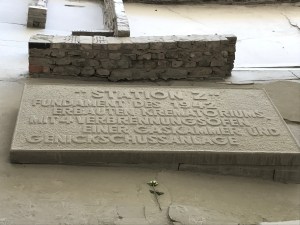 "STATION Z"
FUNDAMENT DES 1942
ERBAUTEN KREMATORIUMS
MIT 4 VERBRENNUNGSÖFEN
EINER GASKAMMER UND
GENICKSCHUSSANLAGE